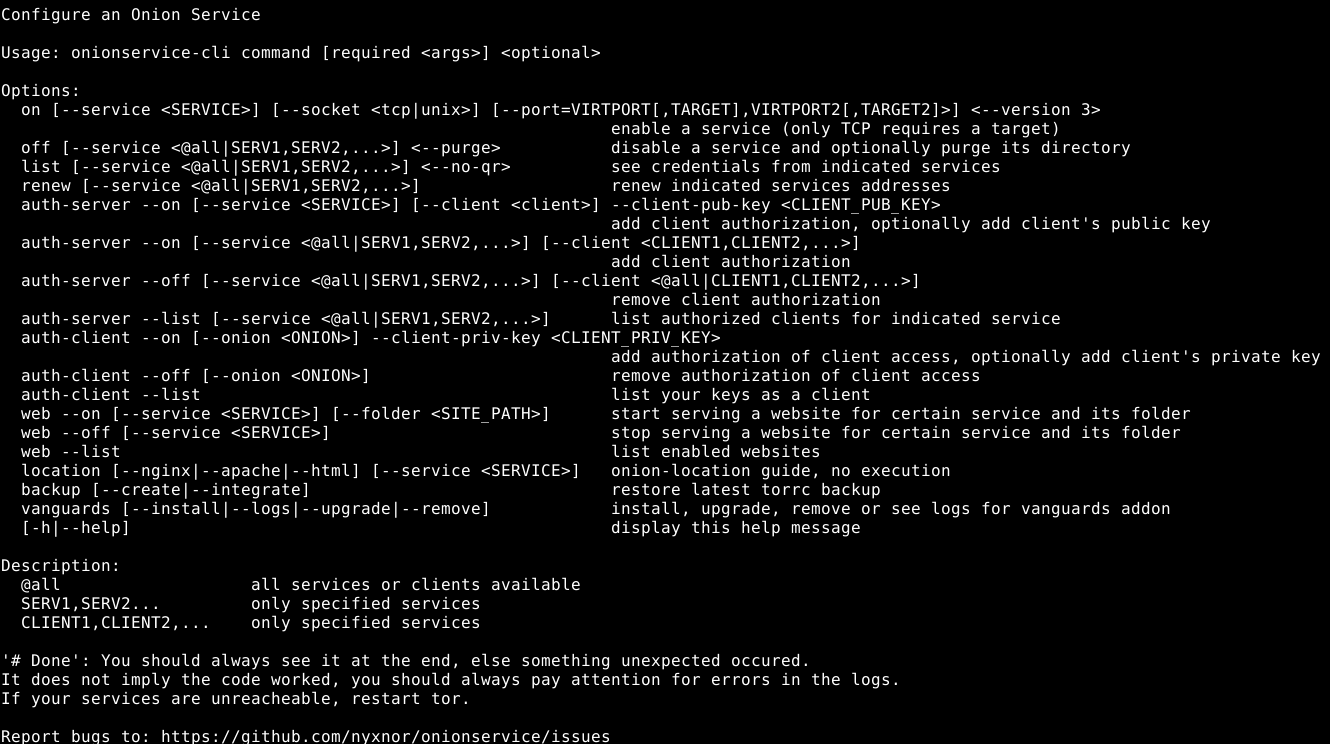 Configure an Onion Service

Usage: onionservice-cli command [required <args>] <optional>

Options:
  on [--service <SERVICE>] [--socket <tcp|unix>] [--port=VIRTPORT[,TARGET],VIRTPORT2[,TARGET2]>] <--version 3>
                                                             enable a service (only TCP requires a target)
  off [--service <@all|SERV1,SERV2,...>] <--purge>           disable a service and optionally purge its directory
  list [--service <@all|SERV1,SERV2,...>] <--no-qr>          see credentials from indicated services
  renew [--service <@all|SERV1,SERV2,...>]                   renew indicated services addresses
  auth-server --on [--service <SERVICE>] [--client <client>] --client-pub-key <CLIENT_PUB_KEY>
                                                             add client authorization, optionally add client's public key
  auth-server --on [--service <@all|SERV1,SERV2,...>] [--client <CLIENT1,CLIENT2,...>]
                                                             add client authorization
  auth-server --off [--service <@all|SERV1,SERV2,...>] [--client <@all|CLIENT1,CLIENT2,...>]
                                                             remove client authorization
  auth-server --list [--service <@all|SERV1,SERV2,...>]      list authorized clients for indicated service
  auth-client --on [--onion <ONION>] --client-priv-key <CLIENT_PRIV_KEY>
                                                             add authorization of client access, optionally add client's private key
  auth-client --off [--onion <ONION>]                        remove authorization of client access
  auth-client --list                                         list your keys as a client
  web --on [--service <SERVICE>] [--folder <SITE_PATH>]      start serving a website for certain service and its folder
  web --off [--service <SERVICE>]                            stop serving a website for certain service and its folder
  web --list                                                 list enabled websites
  location [--nginx|--apache|--html] [--service <SERVICE>]   onion-location guide, no execution
  backup [--create|--integrate]                              restore latest torrc backup
  vanguards [--install|--logs|--upgrade|--remove]            install, upgrade, remove or see logs for vanguards addon
  [-h|--help]                                                display this help message

Description:
  @all                   all services or clients available
  SERV1,SERV2...         only specified services
  CLIENT1,CLIENT2,...    only specified services

'# Done': You should always see it at the end, else something unexpected occured.
It does not imply the code worked, you should always pay attention for errors in the logs.
If your services are unreacheable, restart tor.

Report bugs to: https://github.com/nyxnor/onionservice/issues